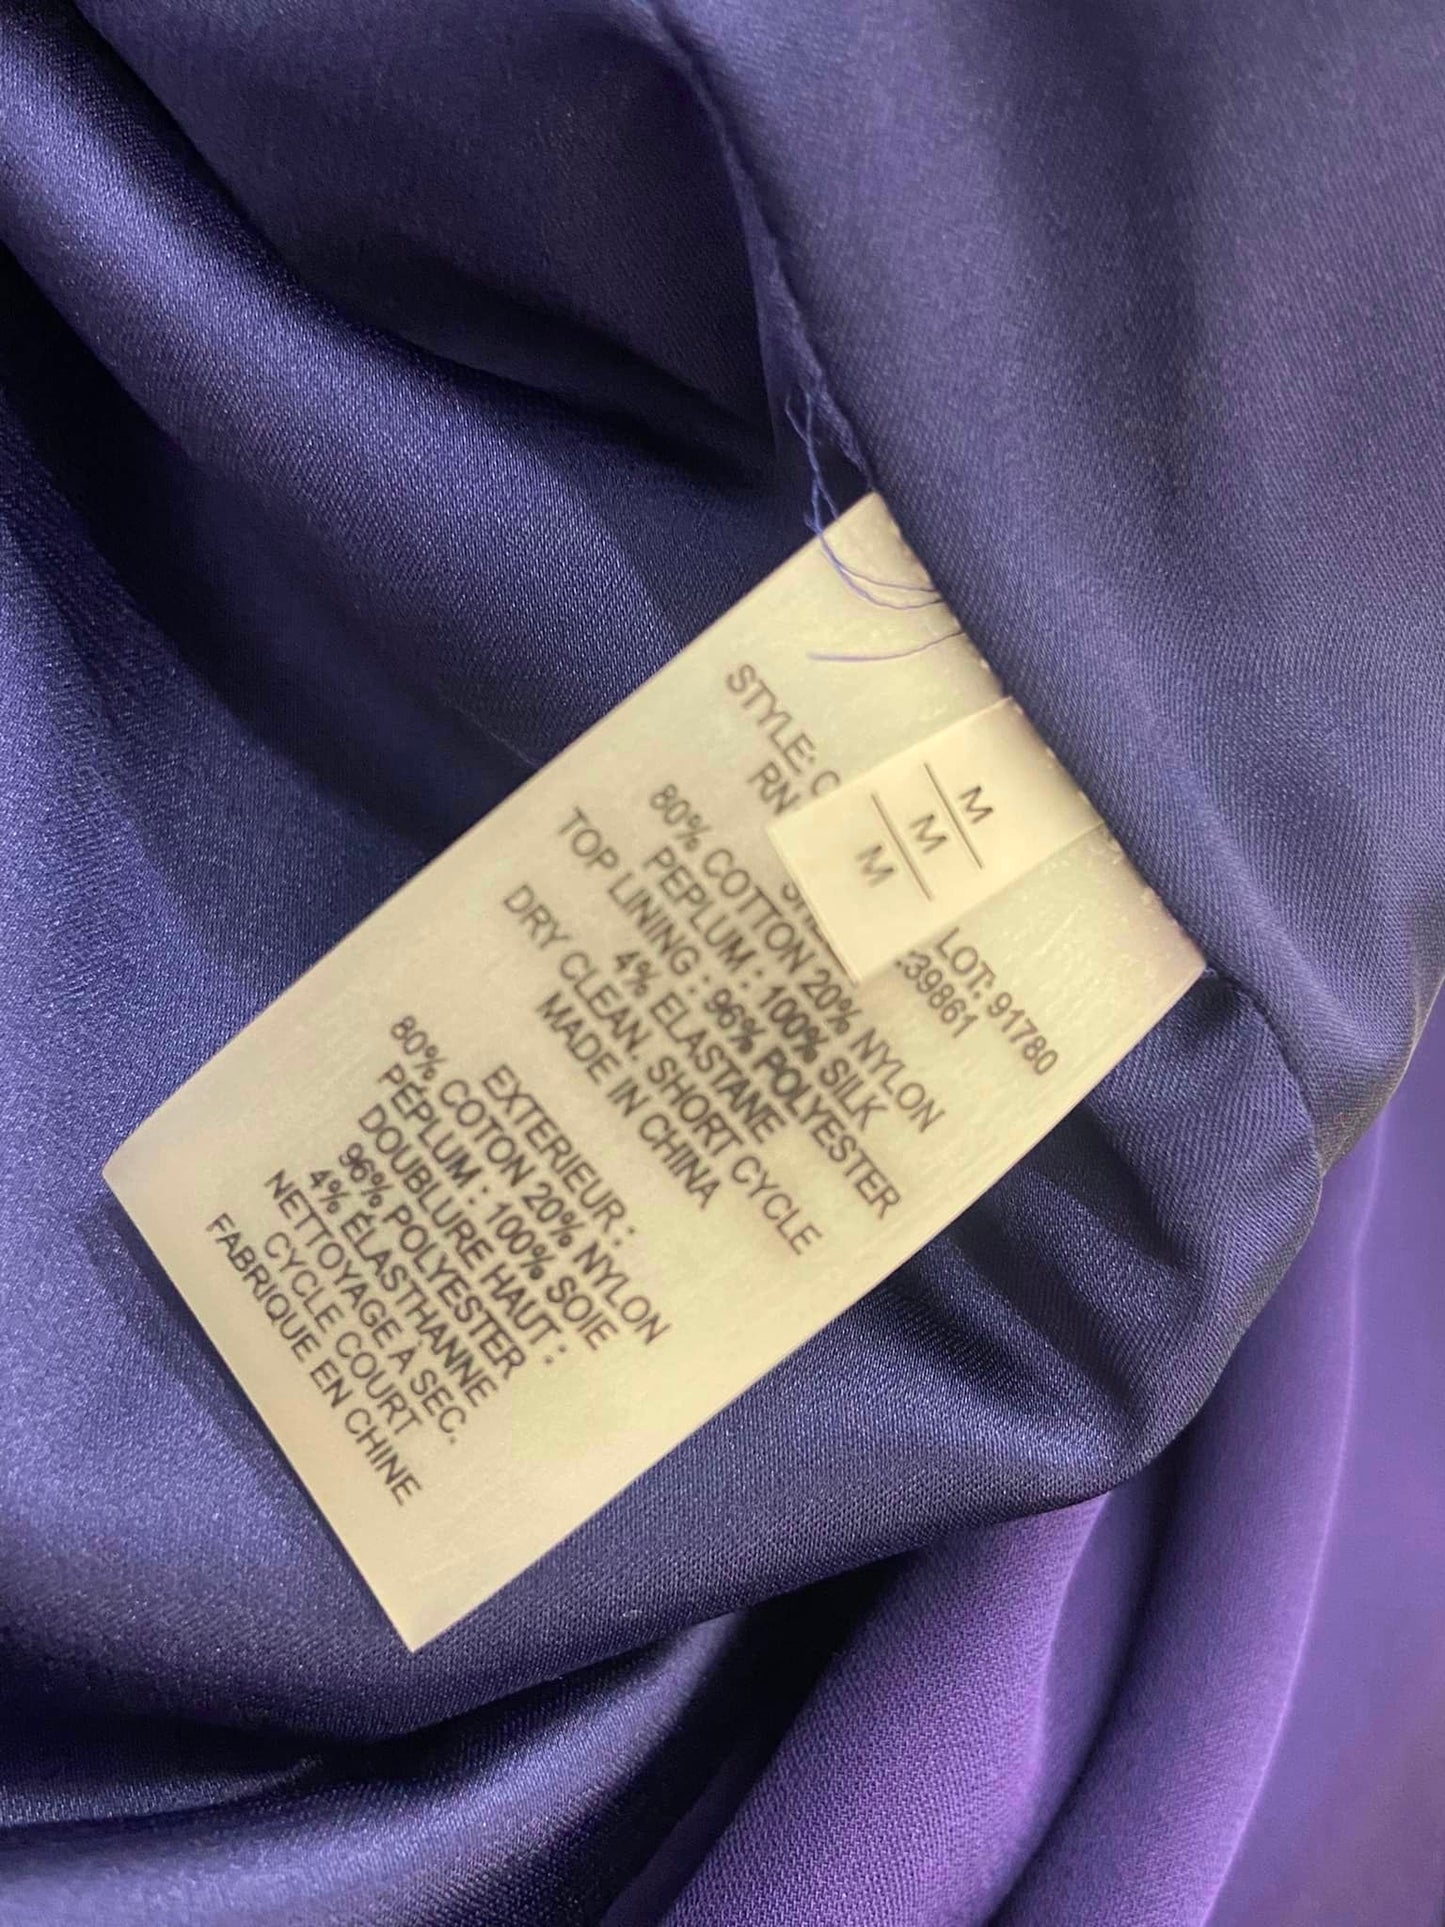 M
M
M
STYLE: LOT: 91780
RN 39861
80% COTTON 20% NYLON
PEPLUM : 100% SILK
TOP LINING : 96% POLYESTER
4% ELASTANE
DRY CLEAN. SHORT CYCLE
MADE IN CHINA
EXTERIEUR :
80% COTON 20% NYLON
PÉPLUM : 100% SOIE
DOUBLURE HAUT :
96% POLYESTER
4% ÉLASTHANNE
NETTOYAGE À SEC.
CYCLE COURT
FABRIQUE EN CHINE